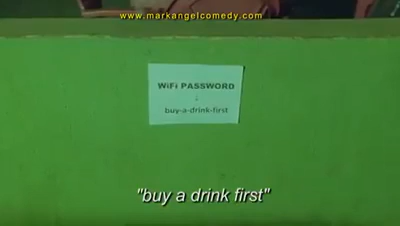 www.markangelcomedy.com
WiFi PASSWORD
:
buy-a-drink-first
"buy a drink first"